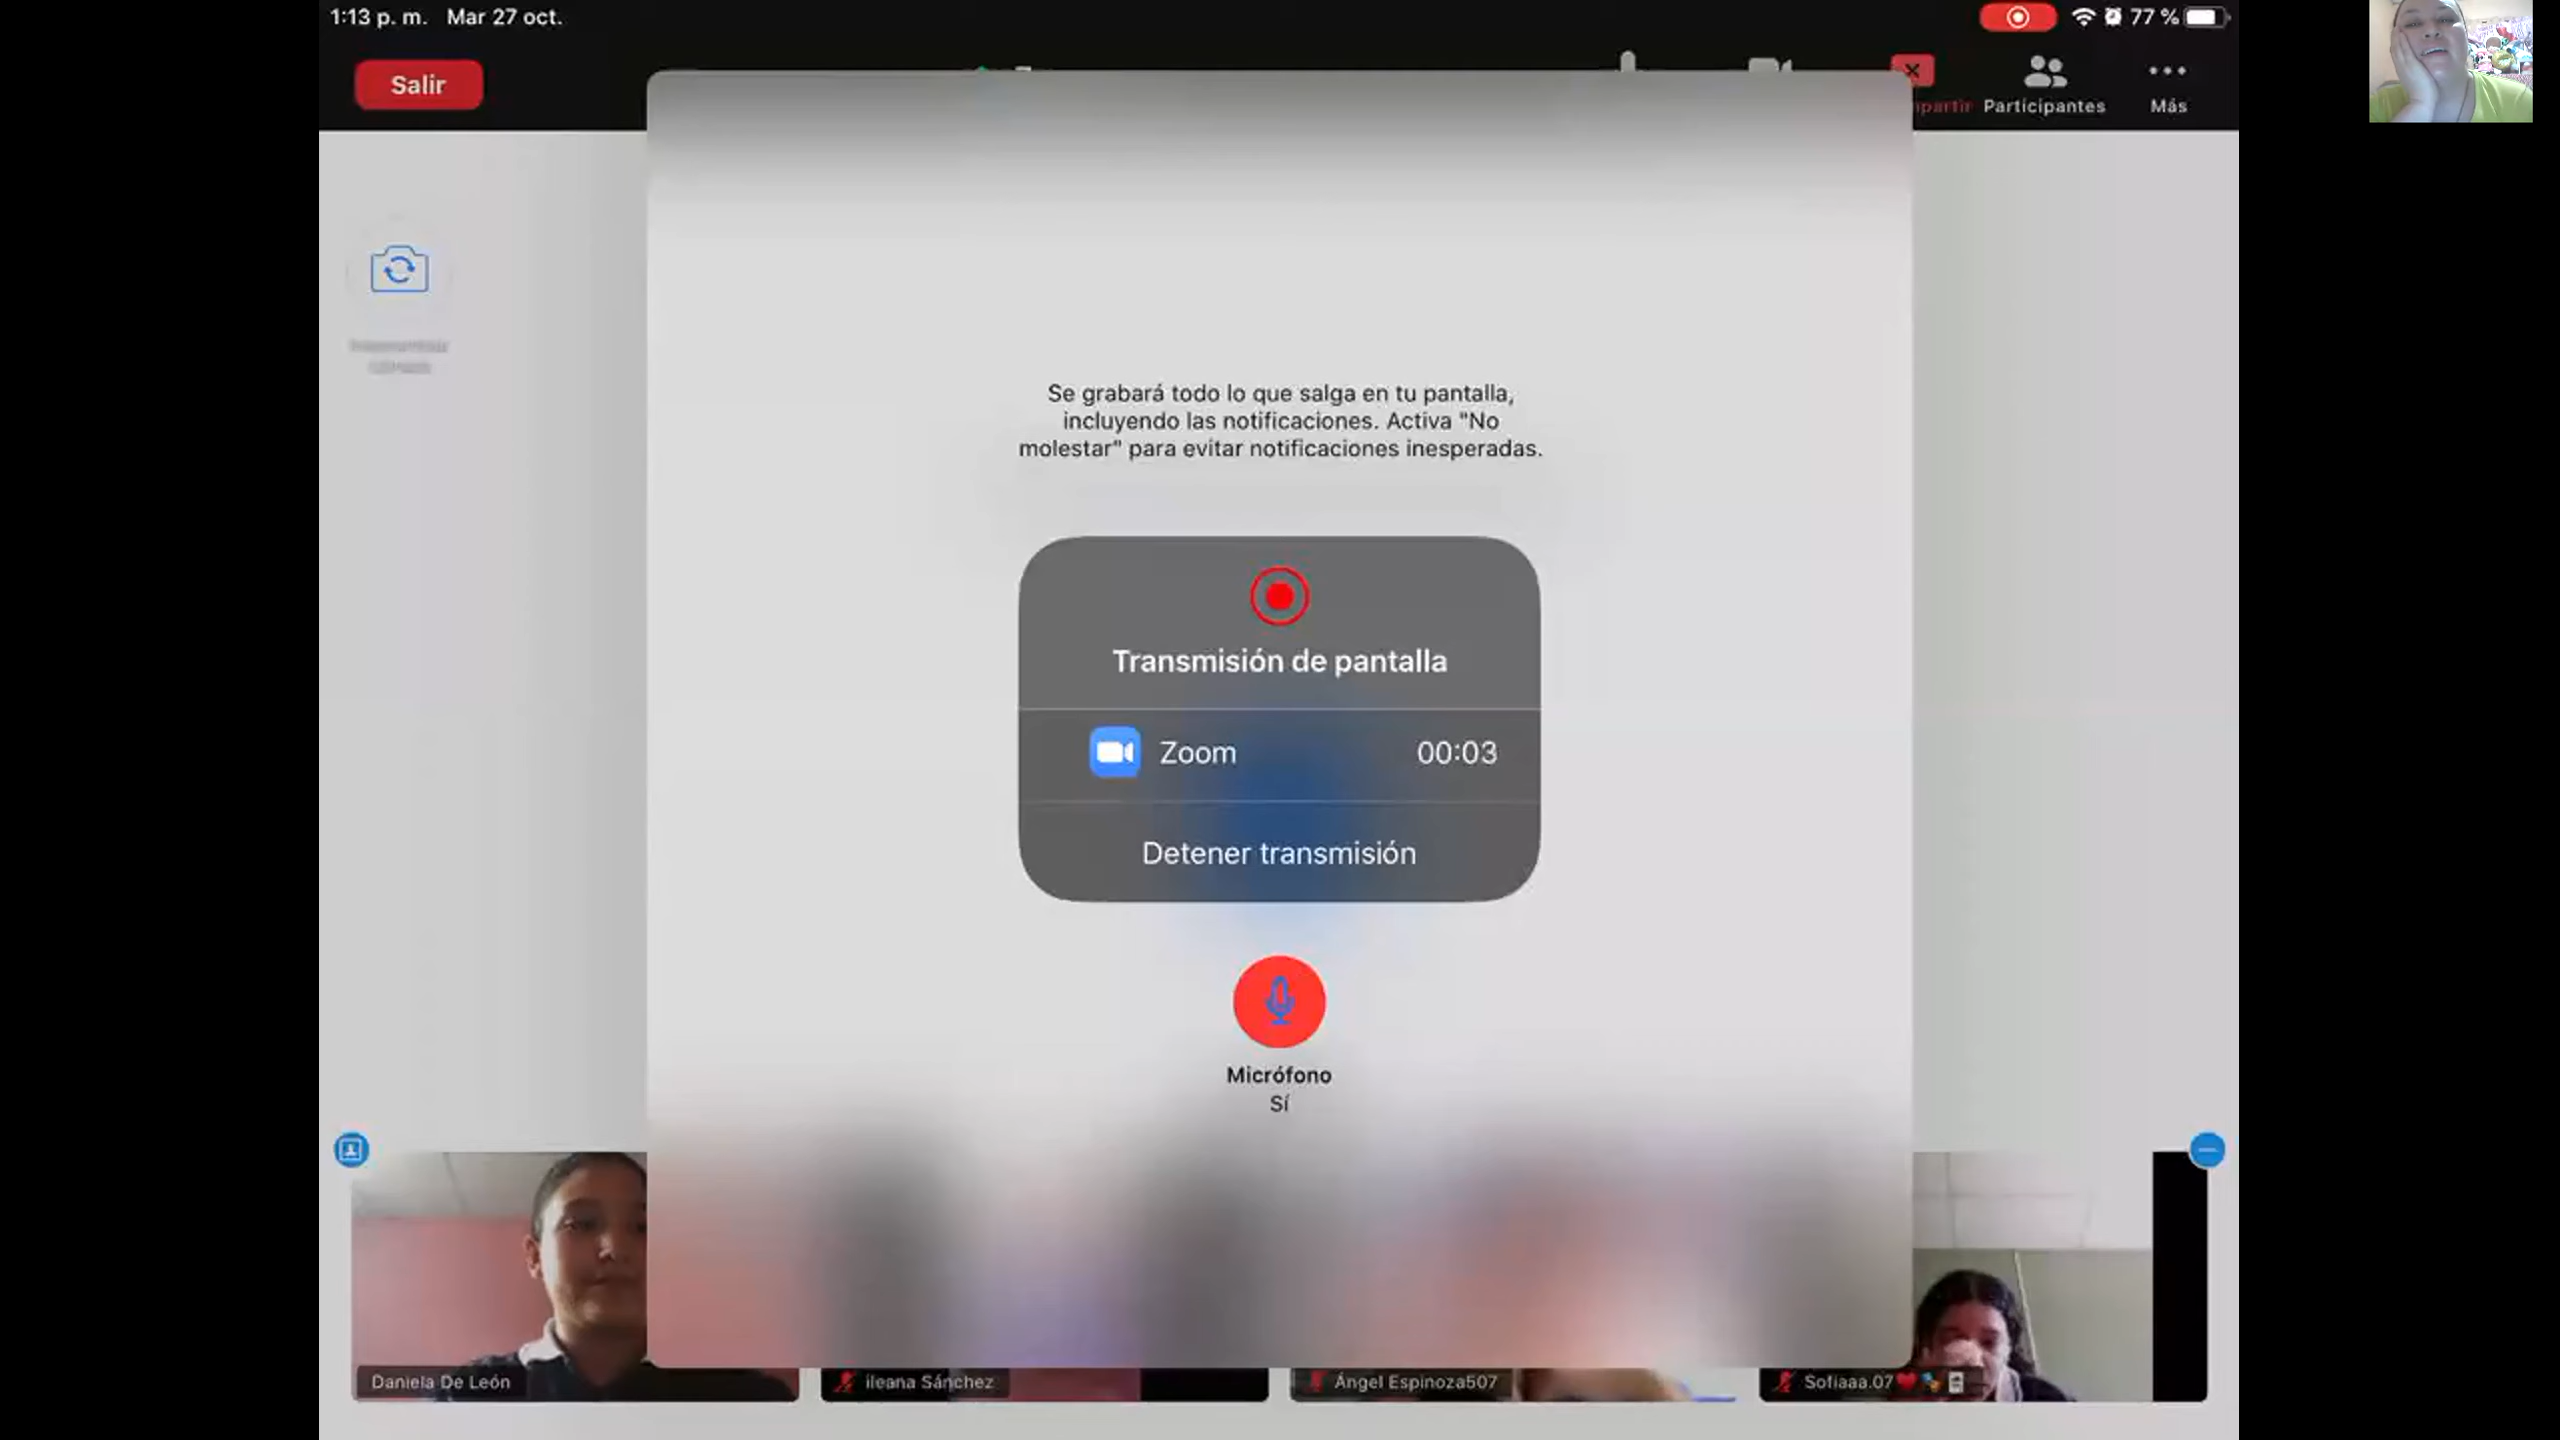 1:13 p. m. Mar 27 oct.
77 %
Salir
Participantes
Más
Se grabará todo lo que salga en tu pantalla,
incluyendo las notificaciones. Activa "No
molestar" para evitar notificaciones inesperadas.
Transmisión de pantalla
Zoom 00:03
Detener transmisión
Micrófono
Sí
Daniela De León
ileana Sánchez
Ángel Espinoza507
Sofiaaa.07